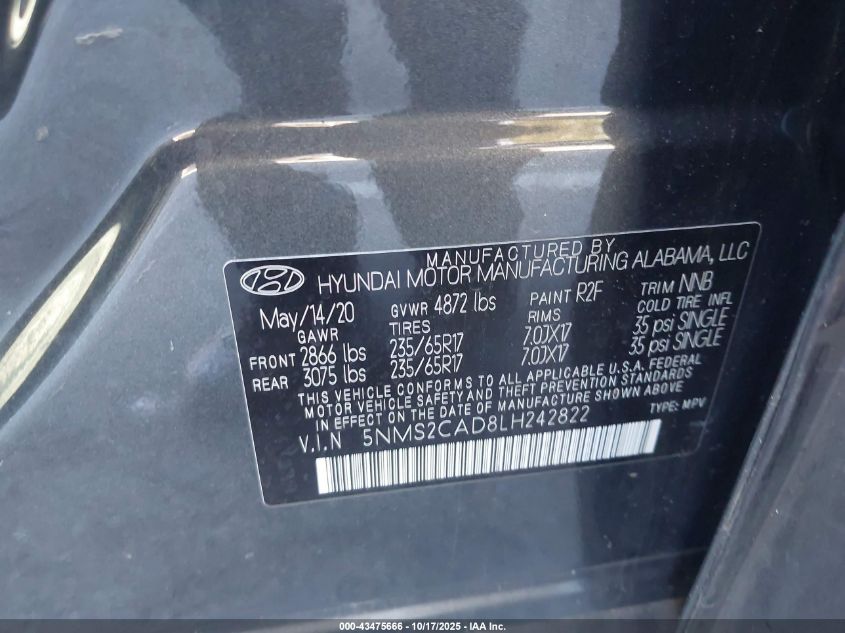 MANUFACTURED BY
HYUNDAI MOTOR MANUFACTURING ALABAMA, LLC
May/14/20 GVWR 4872 lbs PAINT R2F TRIM NNB
GAWR TIRES RIMS COLD TIRE INFL
FRONT 2866 lbs 235/65R17 7.0JX17 35 psi SINGLE
REAR 3075 lbs 235/65R17 7.0JX17 35 psi SINGLE
THIS VEHICLE CONFORMS TO ALL APPLICABLE U.S.A. FEDERAL
MOTOR VEHICLE SAFETY AND THEFT PREVENTION STANDARDS
IN EFFECT ON THE DATE OF MANUFACTURE SHOWN ABOVE
V.I.N 5NMS2CAD8LH242822 TYPE: MPV
000-43475666 - 10/17/2025 - IAA Inc.